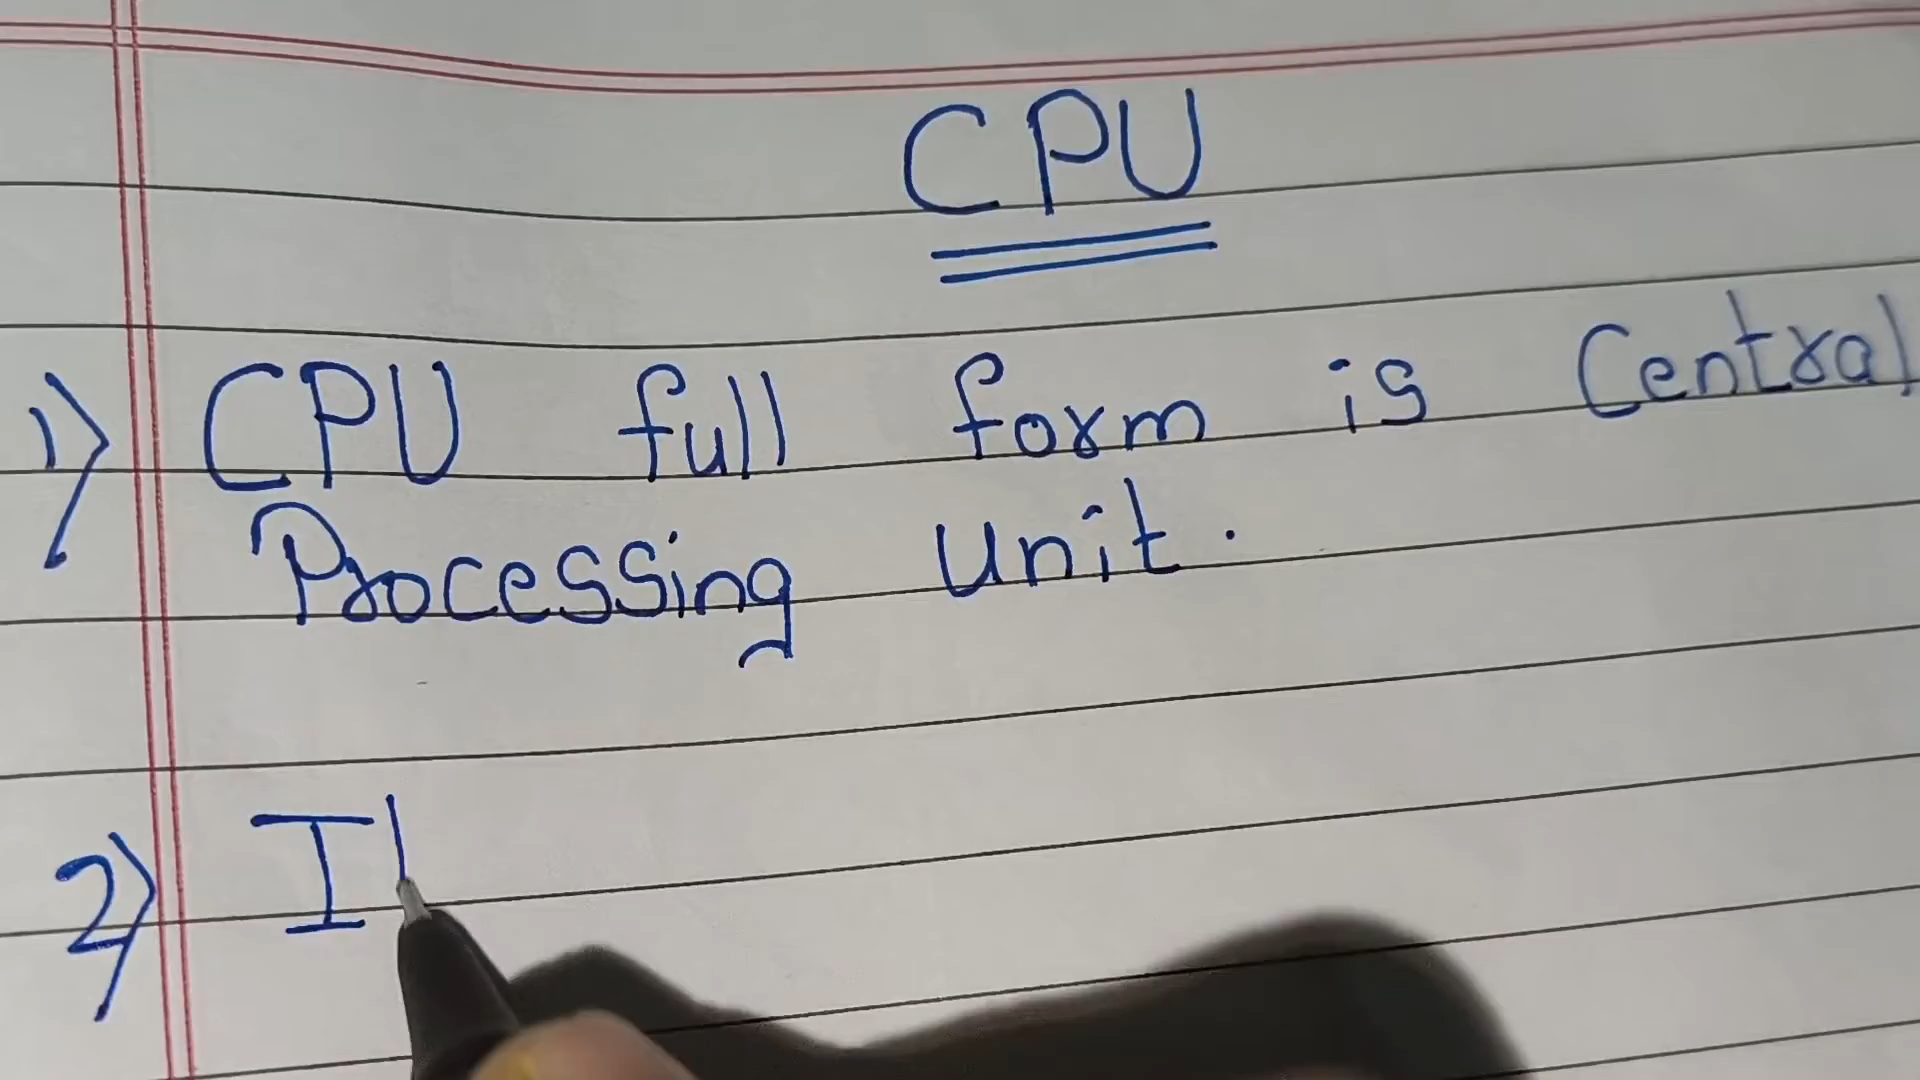 CPU
1) CPU full form is Central
Processing Unit.
2) I